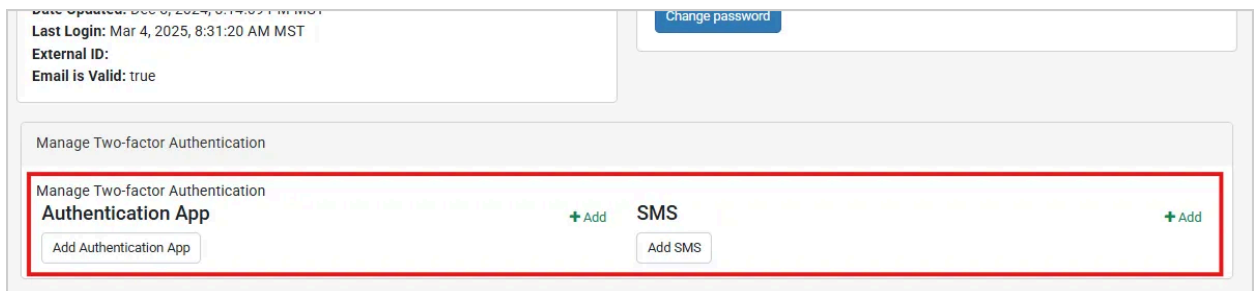 Last Login: Mar 4, 2025, 8:31:20 AM MST
External ID:
Email is Valid: true
Change password
Manage Two-factor Authentication
Manage Two-factor Authentication
Authentication App
+ Add
Add Authentication App
SMS
+ Add
Add SMS